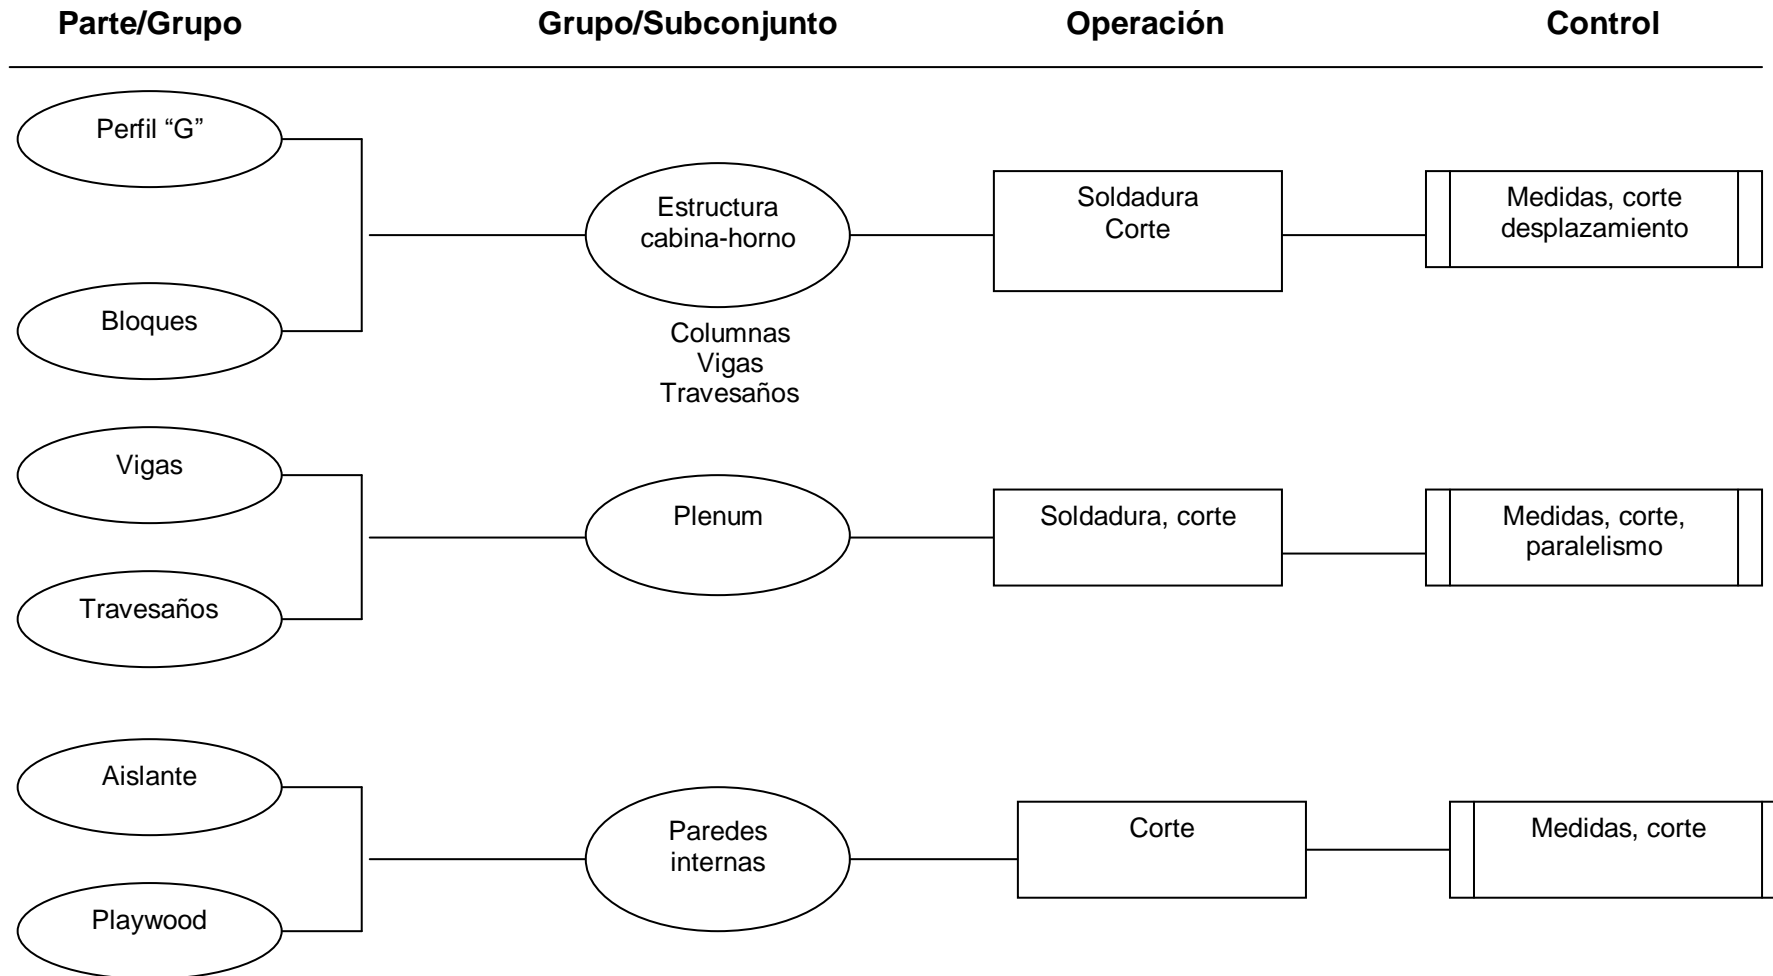 Parte/Grupo Grupo/Subconjunto Operación Control
Perfil “G”
Bloques
Estructura
cabina-horno
Columnas
Vigas
Travesaños
Soldadura
Corte
Medidas, corte
desplazamiento
Vigas
Travesaños
Plenum
Soldadura, corte
Medidas, corte,
paralelismo
Aislante
Playwood
Paredes
internas
Corte
Medidas, corte